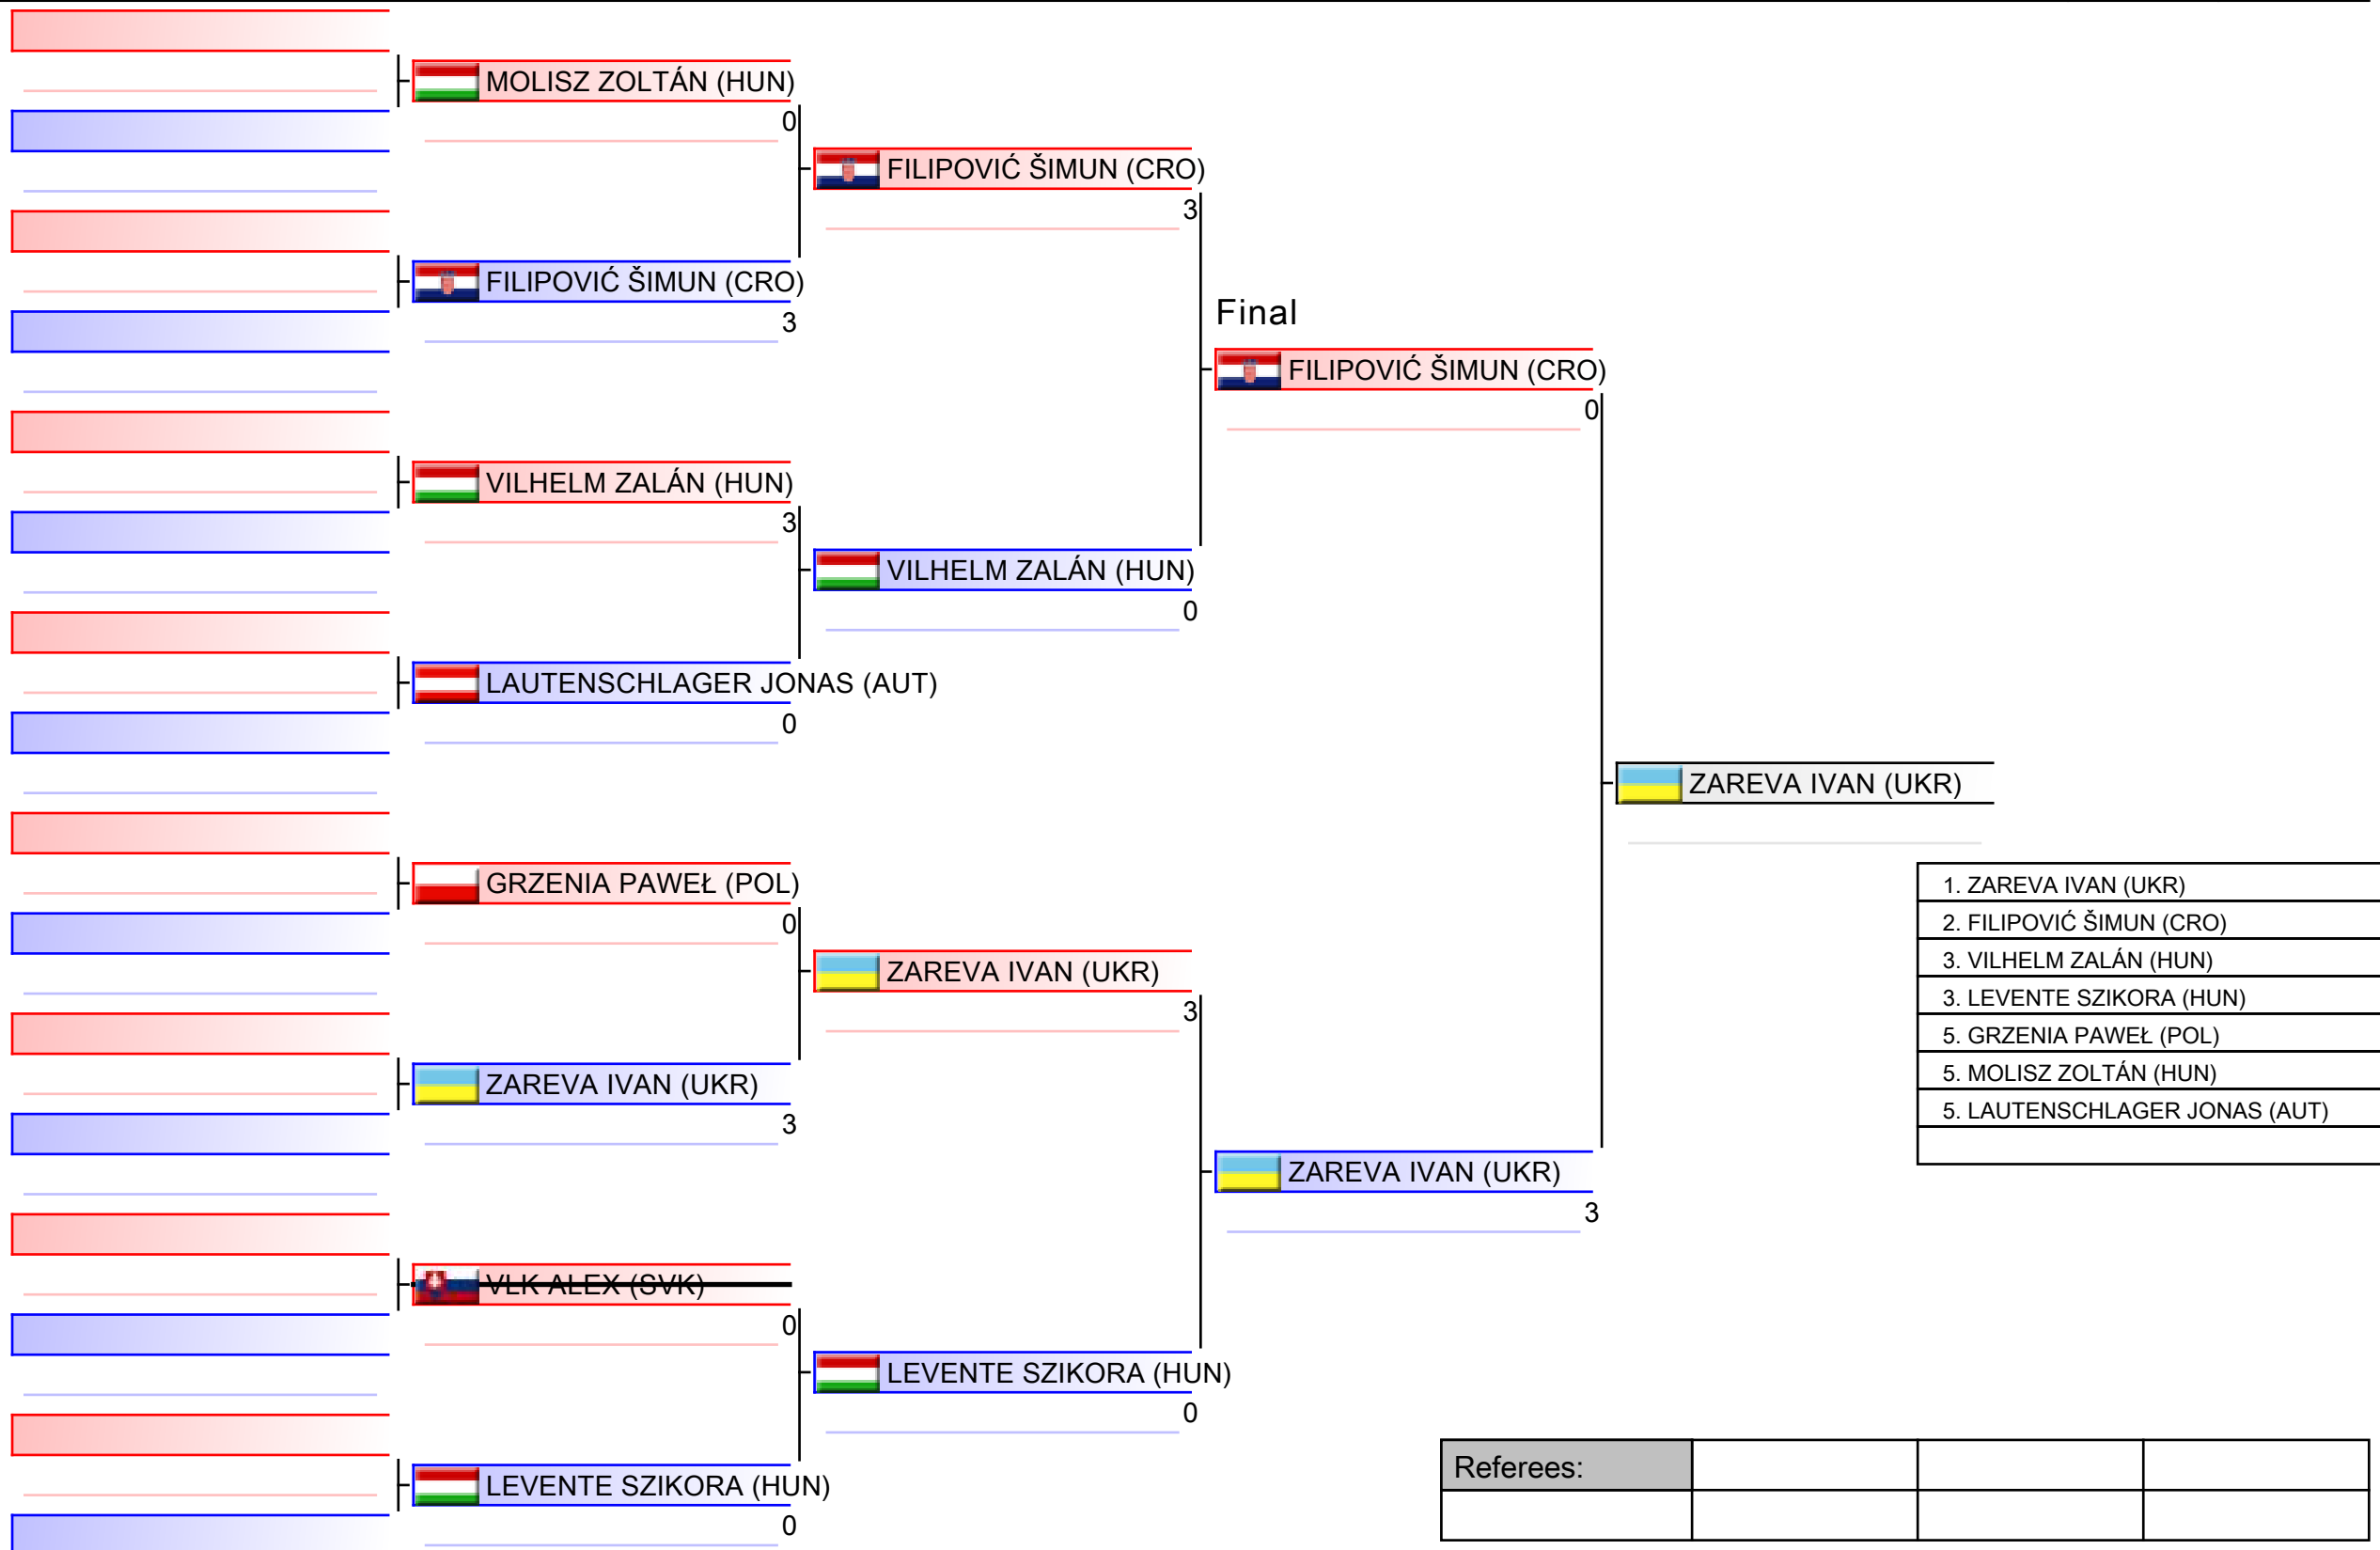 MOLISZ ZOLTÁN (HUN)
0
FILIPOVIĆ ŠIMUN (CRO)
3
VILHELM ZALÁN (HUN)
3
LAUTENSCHLAGER JONAS (AUT)
0
GRZENIA PAWEŁ (POL)
0
ZAREVA IVAN (UKR)
3
VLK ALEX (SVK)
0
LEVENTE SZIKORA (HUN)
0
FILIPOVIĆ ŠIMUN (CRO)
3
VILHELM ZALÁN (HUN)
0
ZAREVA IVAN (UKR)
3
LEVENTE SZIKORA (HUN)
0
Final
FILIPOVIĆ ŠIMUN (CRO)
0
ZAREVA IVAN (UKR)
3
ZAREVA IVAN (UKR)
1. ZAREVA IVAN (UKR)
2. FILIPOVIĆ ŠIMUN (CRO)
3. VILHELM ZALÁN (HUN)
3. LEVENTE SZIKORA (HUN)
5. GRZENIA PAWEŁ (POL)
5. MOLISZ ZOLTÁN (HUN)
5. LAUTENSCHLAGER JONAS (AUT)
Referees: